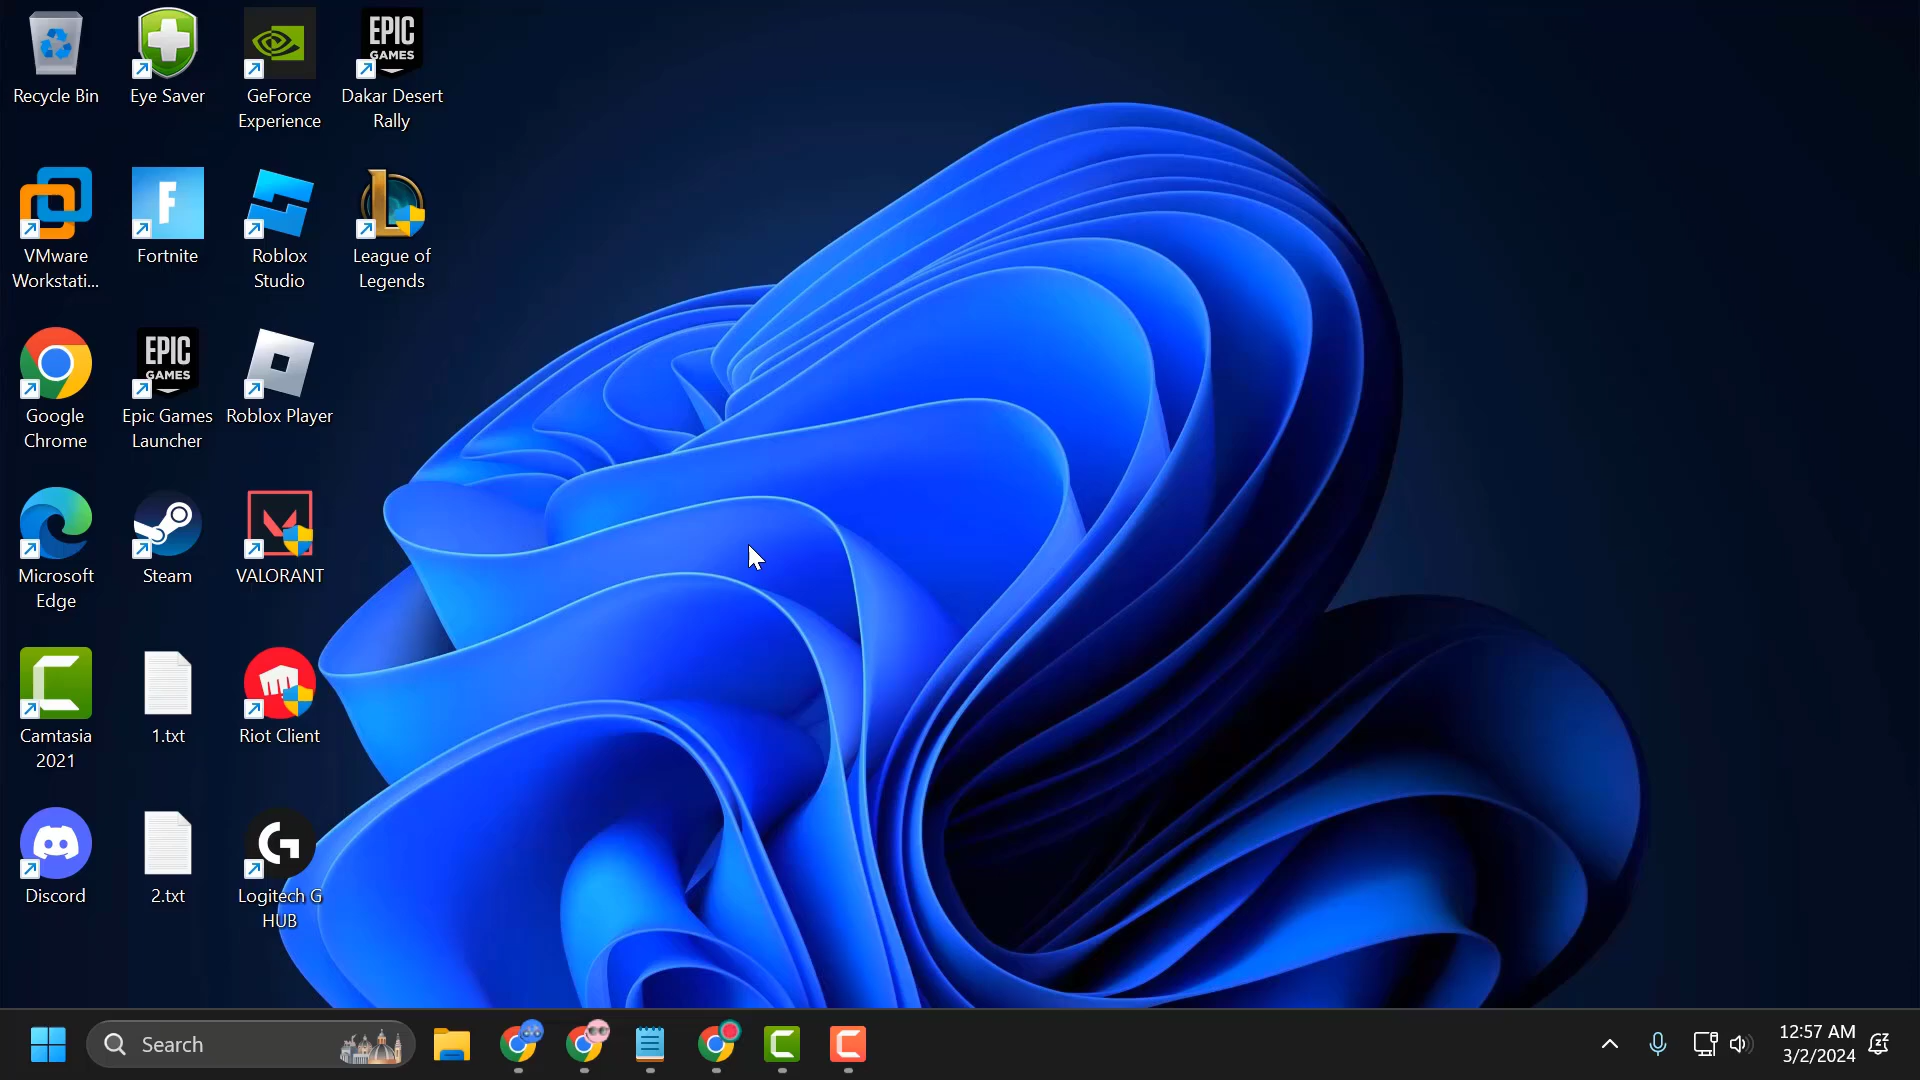 Recycle Bin
Eye Saver
GeForce
Experience
EPIC
GAMES
Dakar Desert
Rally
VMware
Workstati...
F
Fortnite
Roblox
Studio
League of
Legends
Google
Chrome
EPIC
GAMES
Epic Games
Launcher
Roblox Player
Microsoft
Edge
Steam
VALORANT
Camtasia
2021
1.txt
Riot Client
Discord
2.txt
Logitech G
HUB
Search
12:57 AM
3/2/2024